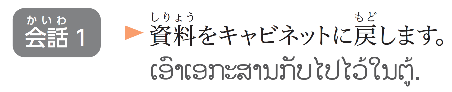 会話1 資料をキャビネットに戻します。
ເອົາເອກະສານກັບໄປໄວ້ໃນຕູ້.